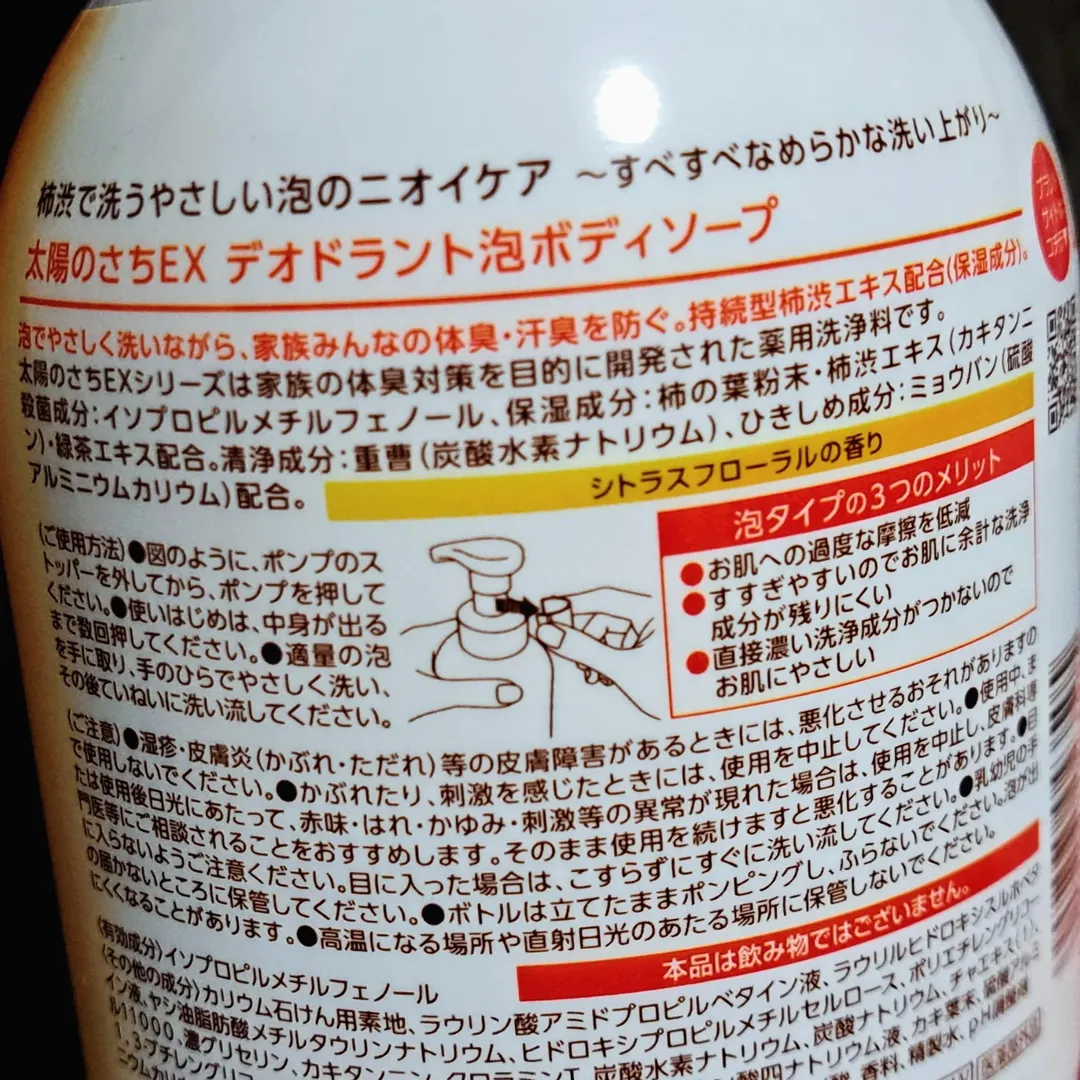 柿渋で洗うやさしい泡のニオイケア ～すべすべなめらかな洗い上がり～
太陽のさちEX デオドラント泡ボディソープ
泡でやさしく洗いながら、家族みんなの体臭・汗臭を防ぐ。持続型柿渋エキス配合(保湿成分)。
太陽のさちEXシリーズは家族の体臭対策を目的に開発された薬用洗浄料です。
殺菌成分:イソプロピルメチルフェノール、保湿成分:柿の葉粉末・柿渋エキス(カキタンニ
ン)・緑茶エキス配合。清浄成分:重曹(炭酸水素ナトリウム)、ひきしめ成分:ミョウバン(硫酸
アルミニウムカリウム)配合。
シトラスフローラルの香り
(ご使用方法)●図のように、ポンプのス
トッパーを外してから、ポンプを押して
ください。●使いはじめは、中身が出る
まで数回押してください。●適量の泡
を手に取り、手のひらでやさしく洗い、
その後ていねいに洗い流してください。
泡タイプの3つのメリット
●お肌への過度な摩擦を低減
●すすぎやすいのでお肌に余計な洗浄
成分が残りにくい
●直接濃い洗浄成分がつかないので
お肌にやさしい
(ご注意)●湿疹・皮膚炎(かぶれ・ただれ)等の皮膚障害があるときには、悪化させるおそれがありますの
で使用しないでください。●かぶれたり、刺激を感じたときには、使用を中止してください。●使用中、ま
たは使用後日光にあたって、赤味・はれ・かゆみ・刺激等の異常が現れた場合は、使用を中止し、皮膚科専
門医等にご相談されることをおすすめします。そのまま使用を続けますと悪化することがあります。●目
に入らないようご注意ください。目に入った場合は、こすらずにすぐに洗い流してください。●乳幼児の手
の届かないところに保管してください。●ボトルは立てたままポンピングし、ふらないでください。泡が出
にくくなることがあります。●高温になる場所や直射日光のあたる場所に保管しないでください。
本品は飲み物ではございません。
(有効成分)イソプロピルメチルフェノール
(その他の成分)カリウム石けん用素地、ラウリン酸アミドプロピルベタイン液、ラウリルヒドロキシスルホベタ
イン液、ヤシ油脂肪酸メチルタウリンナトリウム、ヒドロキシプロピルメチルセルロース、ポリエチレングリコー
ル11000、濃グリセリン、カキタンニン、クロラミンT、炭酸水素ナトリウム、チャエキス(1)、
1,3-ブチレングリコ 酸四ナトリウム液、カキ葉末、硫酸アルミ
ニウムカリ 香料、精製水、pH調整剤